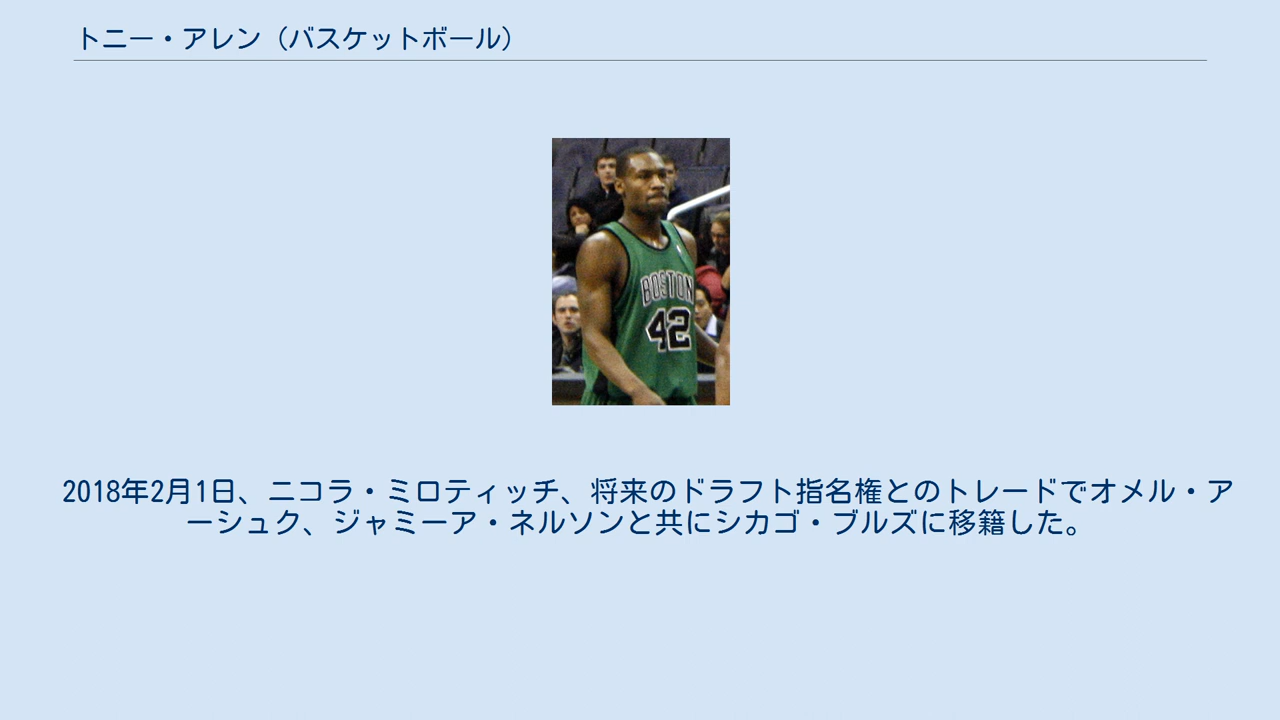 トニー・アレン（バスケットボール）
BOSTON
42
2018年2月1日、ニコラ・ミロティッチ、将来のドラフト指名権とのトレードでオメル・ア
ーシュク、ジャミーア・ネルソンと共にシカゴ・ブルズに移籍した。